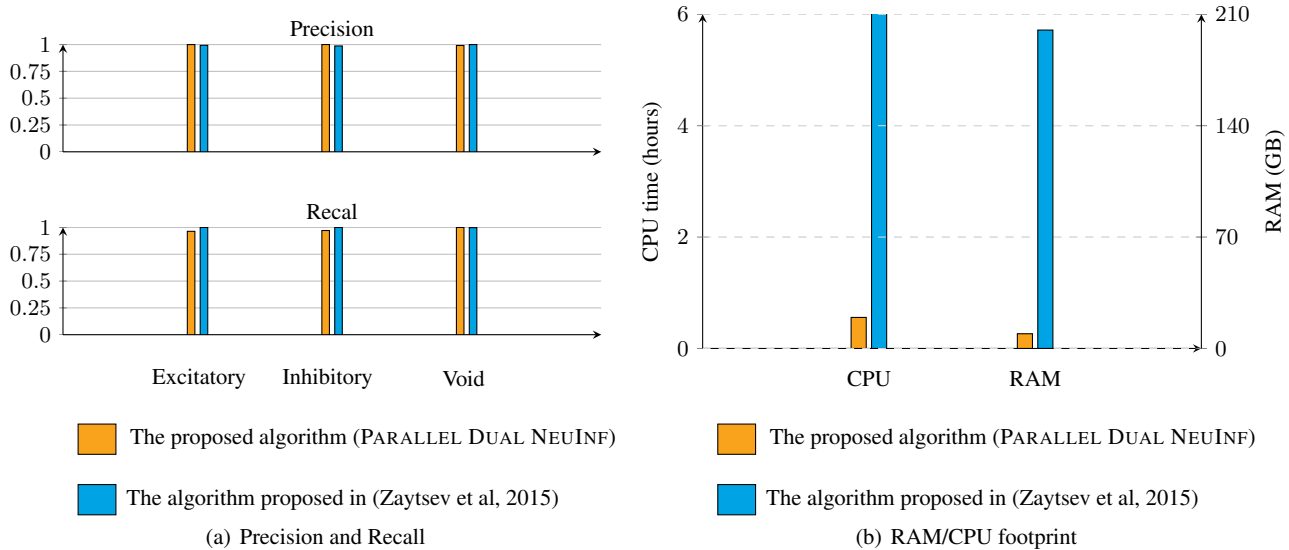 Precision
1
0.75
0.5
0.25
0
Recal
1
0.75
0.5
0.25
0
Excitatory Inhibitory Void
The proposed algorithm (PARALLEL DUAL NEUINF)
The algorithm proposed in (Zaytsev et al, 2015)
(a) Precision and Recall
CPU time (hours)
6
4
2
0
RAM (GB)
210
140
70
0
CPU RAM
The proposed algorithm (PARALLEL DUAL NEUINF)
The algorithm proposed in (Zaytsev et al, 2015)
(b) RAM/CPU footprint